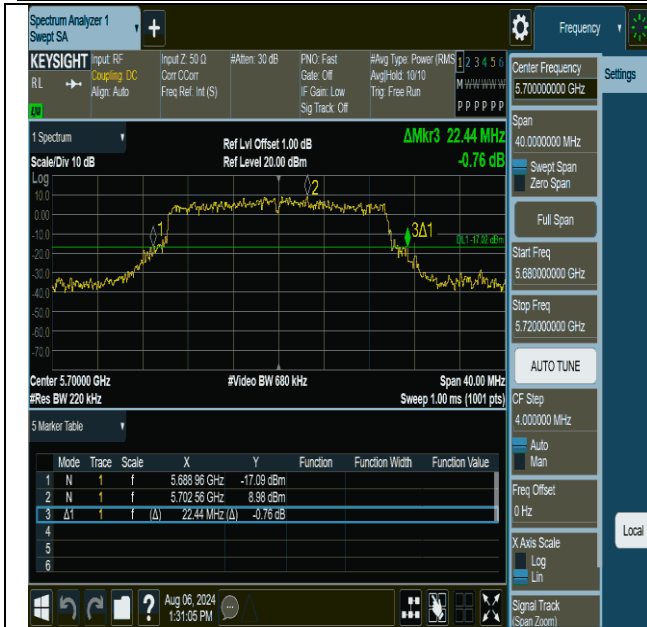 Spectrum Analyzer 1
Swept SA
+
Frequency
KEYSIGHT
RL
Input: RF
Coupling: DC
Align: Auto
Input Z: 50 Ω
Corr CCorr
Freq Ref: Int (S)
#Atten: 30 dB
PNO: Fast
Gate: Off
IF Gain: Low
Sig Track: Off
#Avg Type: Power (RMS
Avg|Hold: 10/10
Trig: Free Run
1 2 3 4 5 6
M W W W W W
P P P P P P
LW
1 Spectrum
Scale/Div 10 dB
Ref Lvl Offset 1.00 dB
Ref Level 20.00 dBm
ΔMkr3 22.44 MHz
-0.76 dB
Log
10.0
0.00
-10.0
-20.0
-30.0
-40.0
-50.0
-60.0
-70.0
1
2
3Δ1
DL1 -17.02 dBm
Center 5.70000 GHz
#Video BW 680 kHz
Span 40.00 MHz
#Res BW 220 kHz
Sweep 1.00 ms (1001 pts)
5 Marker Table
Mode Trace Scale X Y Function Function Width Function Value
1 N 1 f 5.688 96 GHz -17.09 dBm
2 N 1 f 5.702 56 GHz 8.98 dBm
3 Δ1 1 f (Δ) 22.44 MHz (Δ) -0.76 dB
4
5
6
?
Aug 06, 2024
1:31:05 PM
Center Frequency
5.70000000 GHz
Span
40.0000000 MHz
Swept Span
Zero Span
Full Span
Start Freq
5.680000000 GHz
Stop Freq
5.720000000 GHz
AUTO TUNE
CF Step
4.000000 MHz
Auto
Man
Freq Offset
0 Hz
X Axis Scale
Log
Lin
Signal Track
(Span Zoom)
Settings
Local